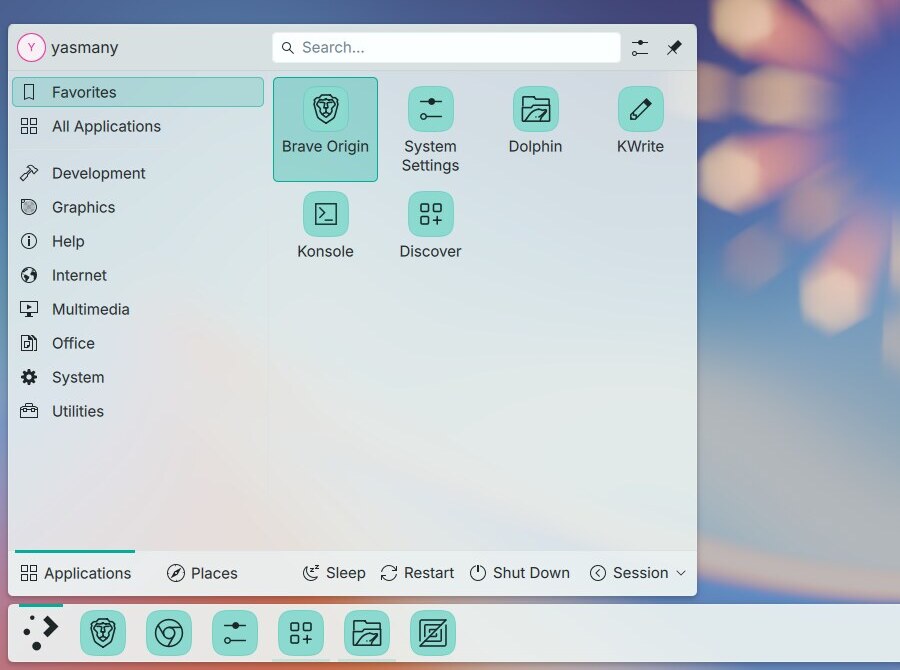 Y
yasmany
Search...
Favorites
All Applications
Development
Graphics
Help
Internet
Multimedia
Office
System
Utilities
Brave Origin
System
Settings
Dolphin
KWrite
Konsole
Discover
Applications
Places
Sleep
Restart
Shut Down
Session